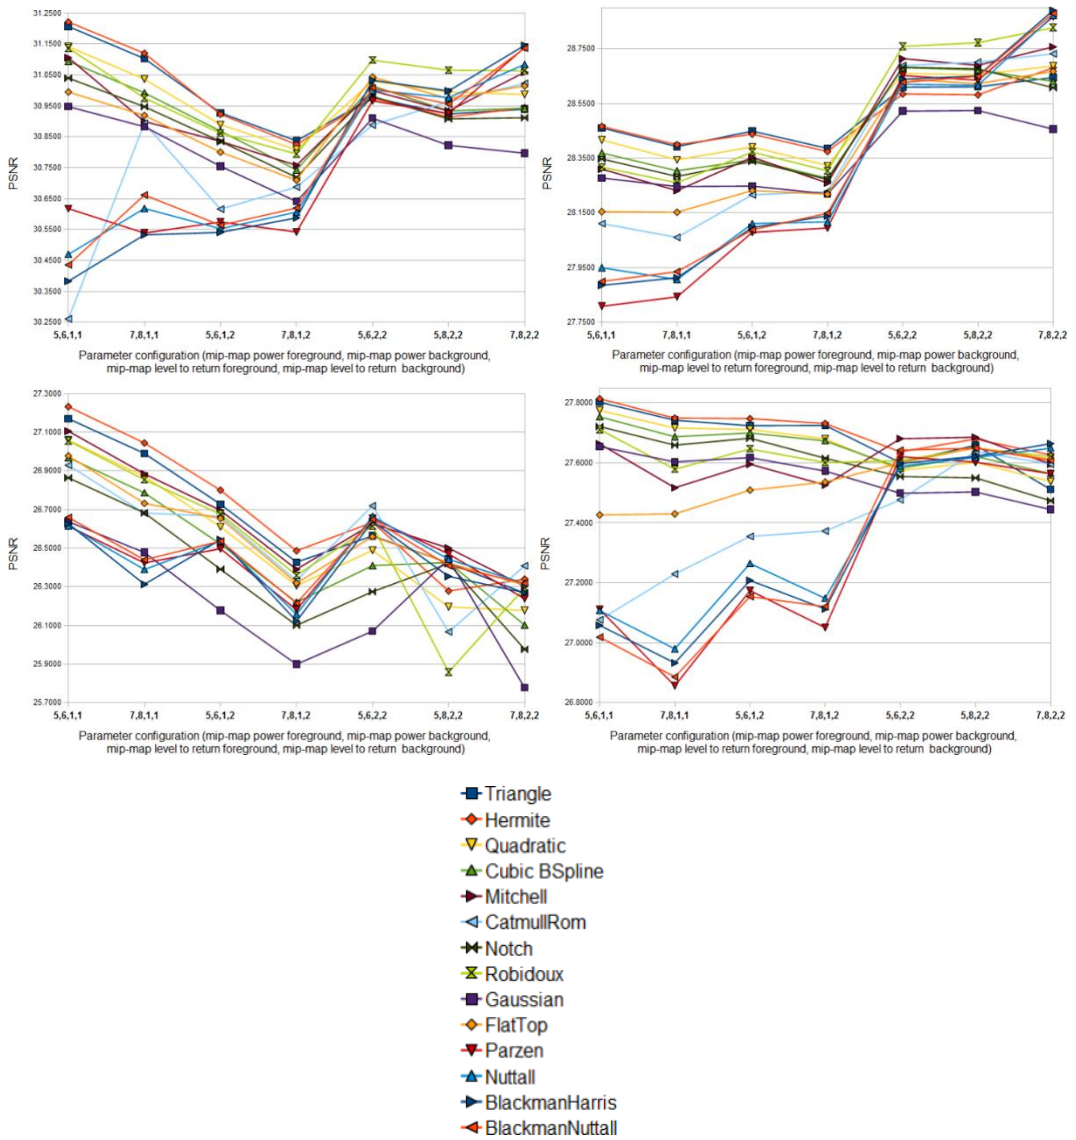 31.2500
31.1500
31.0500
30.9500
30.8500
30.7500
30.6500
30.5500
30.4500
30.3500
30.2500
PSNR
5,6,1,1 7,8,1,1 5,6,1,2 7,8,1,2 5,6,2,2 5,8,2,2 7,8,2,2
Parameter configuration (mip-map power foreground, mip-map power background,
mip-map level to return foreground, mip-map level to return background)
28.7500
28.5500
28.3500
28.1500
27.9500
27.7500
PSNR
5,6,1,1 7,8,1,1 5,6,1,2 7,8,1,2 5,6,2,2 5,8,2,2 7,8,2,2
Parameter configuration (mip-map power foreground, mip-map power background,
mip-map level to return foreground, mip-map level to return background)
27.3000
27.1000
26.9000
26.7000
26.5000
26.3000
26.1000
25.9000
25.7000
PSNR
5,6,1,1 7,8,1,1 5,6,1,2 7,8,1,2 5,6,2,2 5,8,2,2 7,8,2,2
Parameter configuration (mip-map power foreground, mip-map power background,
mip-map level to return foreground, mip-map level to return background)
27.8000
27.6000
27.4000
27.2000
27.0000
26.8000
PSNR
5,6,1,1 7,8,1,1 5,6,1,2 7,8,1,2 5,6,2,2 5,8,2,2 7,8,2,2
Parameter configuration (mip-map power foreground, mip-map power background,
mip-map level to return foreground, mip-map level to return background)
Triangle
Hermite
Quadratic
Cubic BSpline
Mitchell
CatmullRom
Notch
Robidoux
Gaussian
FlatTop
Parzen
Nuttall
BlackmanHarris
BlackmanNuttall